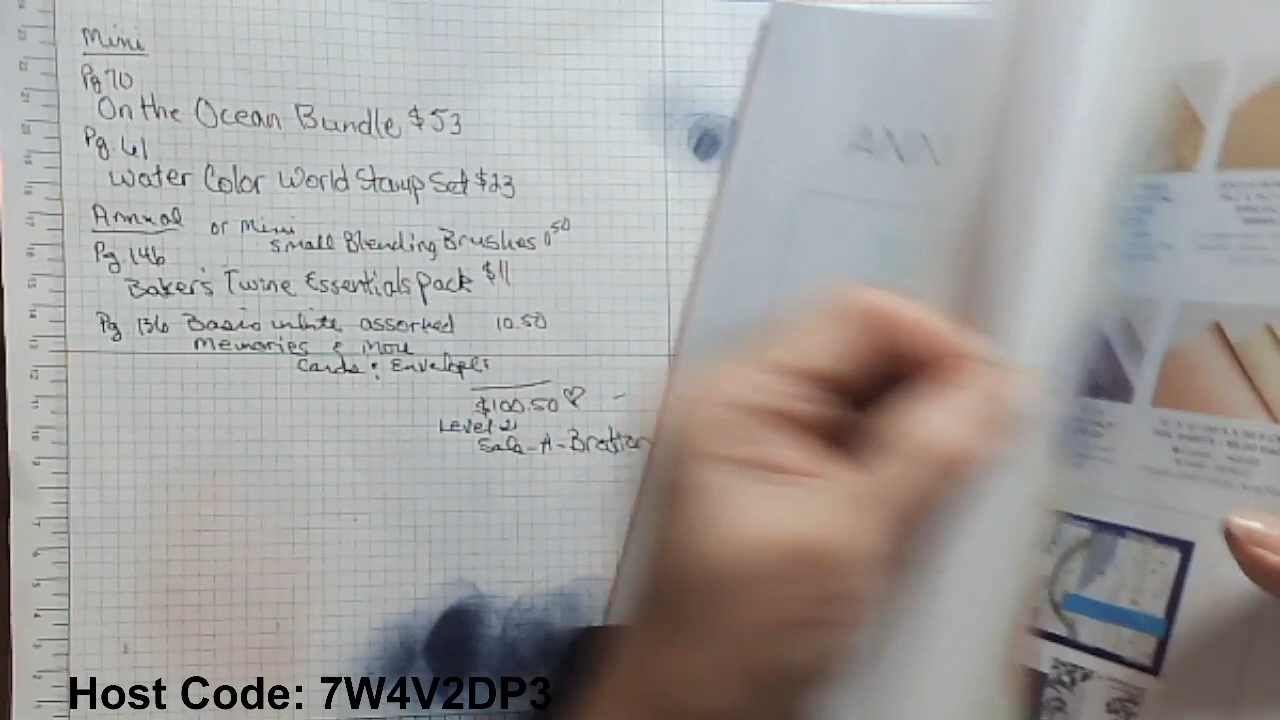 Mini
Pg 70
On the Ocean Bundle $53
Pg. 61
Water Color World Stamp Set $23
Annual or Mini
Small Blending Brushes
Pg. 146
Baker's Twine Essentials Pack $11
Pg 136 Basic white assorted 10.50
Memories & More
Cards & Envelopes
$100.50
Level 2
Sala-A-Bration
Host Code: 7W4V2DP3